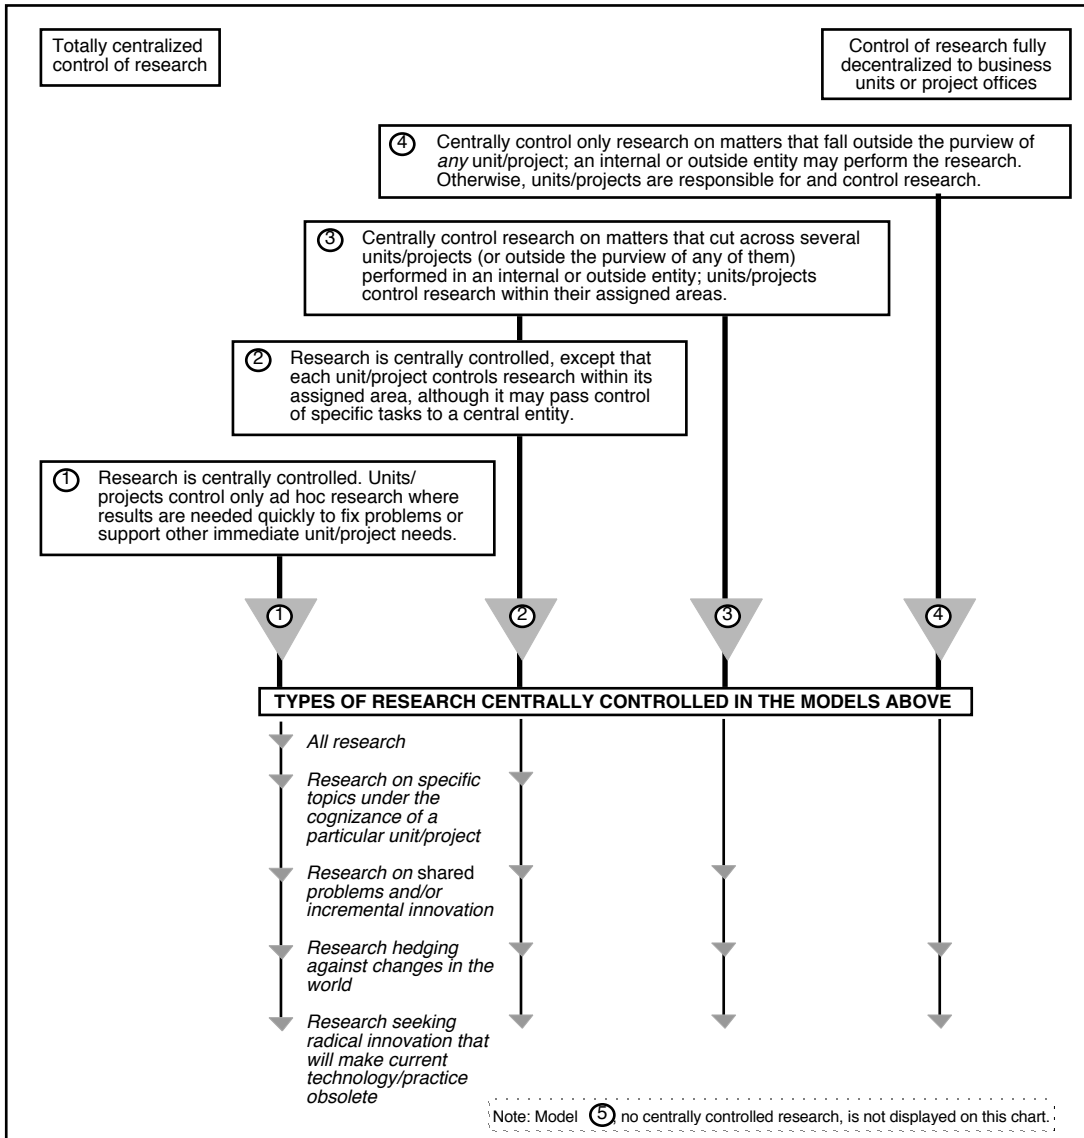 Totally centralized
control of research
Control of research fully
decentralized to business
units or project offices
4 Centrally control only research on matters that fall outside the purview of
any unit/project; an internal or outside entity may perform the research.
Otherwise, units/projects are responsible for and control research.
3 Centrally control research on matters that cut across several
units/projects (or outside the purview of any of them)
performed in an internal or outside entity; units/projects
control research within their assigned areas.
2 Research is centrally controlled, except that
each unit/project controls research within its
assigned area, although it may pass control
of specific tasks to a central entity.
1 Research is centrally controlled. Units/
projects control only ad hoc research where
results are needed quickly to fix problems or
support other immediate unit/project needs.
1 2 3 4
TYPES OF RESEARCH CENTRALLY CONTROLLED IN THE MODELS ABOVE
All research
Research on specific
topics under the
cognizance of a
particular unit/project
Research on shared
problems and/or
incremental innovation
Research hedging
against changes in the
world
Research seeking
radical innovation that
will make current
technology/practice
obsolete
Note: Model 5, no centrally controlled research, is not displayed on this chart.